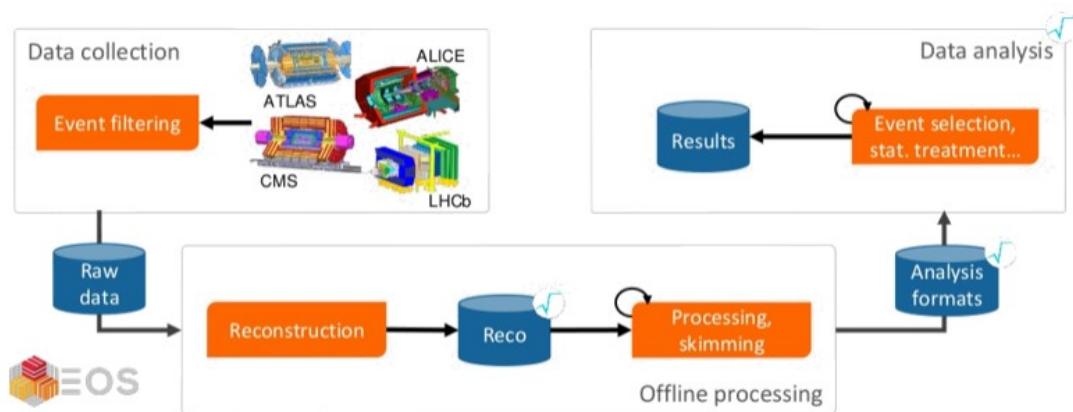 Data collection
ATLAS
ALICE
Event filtering
CMS
LHCb
Data analysis
Results
Event selection,
stat. treatment...
Raw
data
Reconstruction
Reco
Processing,
skimming
Offline processing
Analysis
formats
EOS